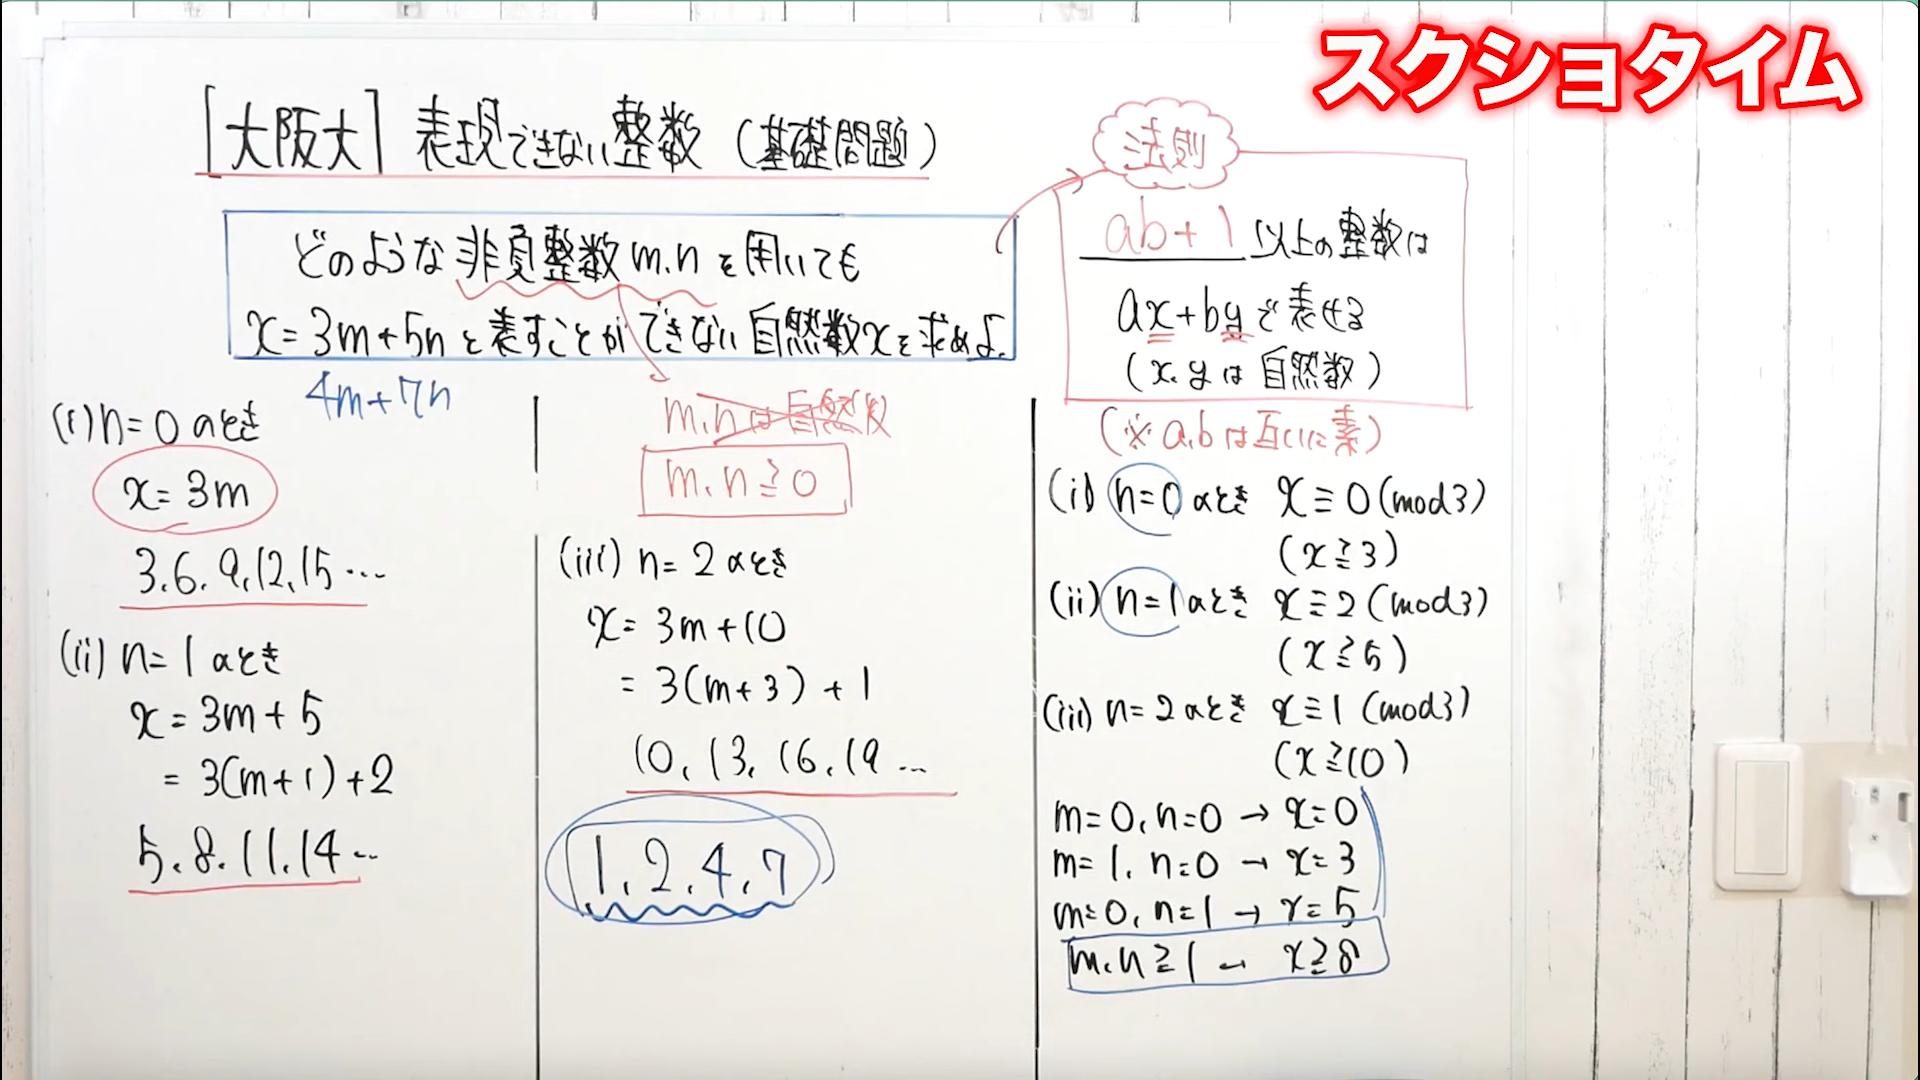 スクショタイム
[大阪大] 表現できない整数 (基礎問題)
どのような非負整数m,nを用いても
x=3m+5nと表すことができない自然数xを求めよ。
4m+7n
m,nは自然数
m,n≧0
法則
ab+1以上の整数は
ax+byで表せる
(x,yは自然数)
(※a,bは互いに素)
(i)n=0のとき
x=3m
3,6,9,12,15…
(ii)n=1のとき
x=3m+5
=3(m+1)+2
5,8,11,14…
(iii)n=2のとき
x=3m+10
=3(m+3)+1
10,13,16,19…
1,2,4,7
(i)n=0のとき x≡0(mod3)
(x≧3)
(ii)n=1のとき x≡2(mod3)
(x≧5)
(iii)n=2のとき x≡1(mod3)
(x≧10)
m=0,n=0→x=0
m=1,n=0→x=3
m=0,n=1→x=5
m,n≧1→x≧8